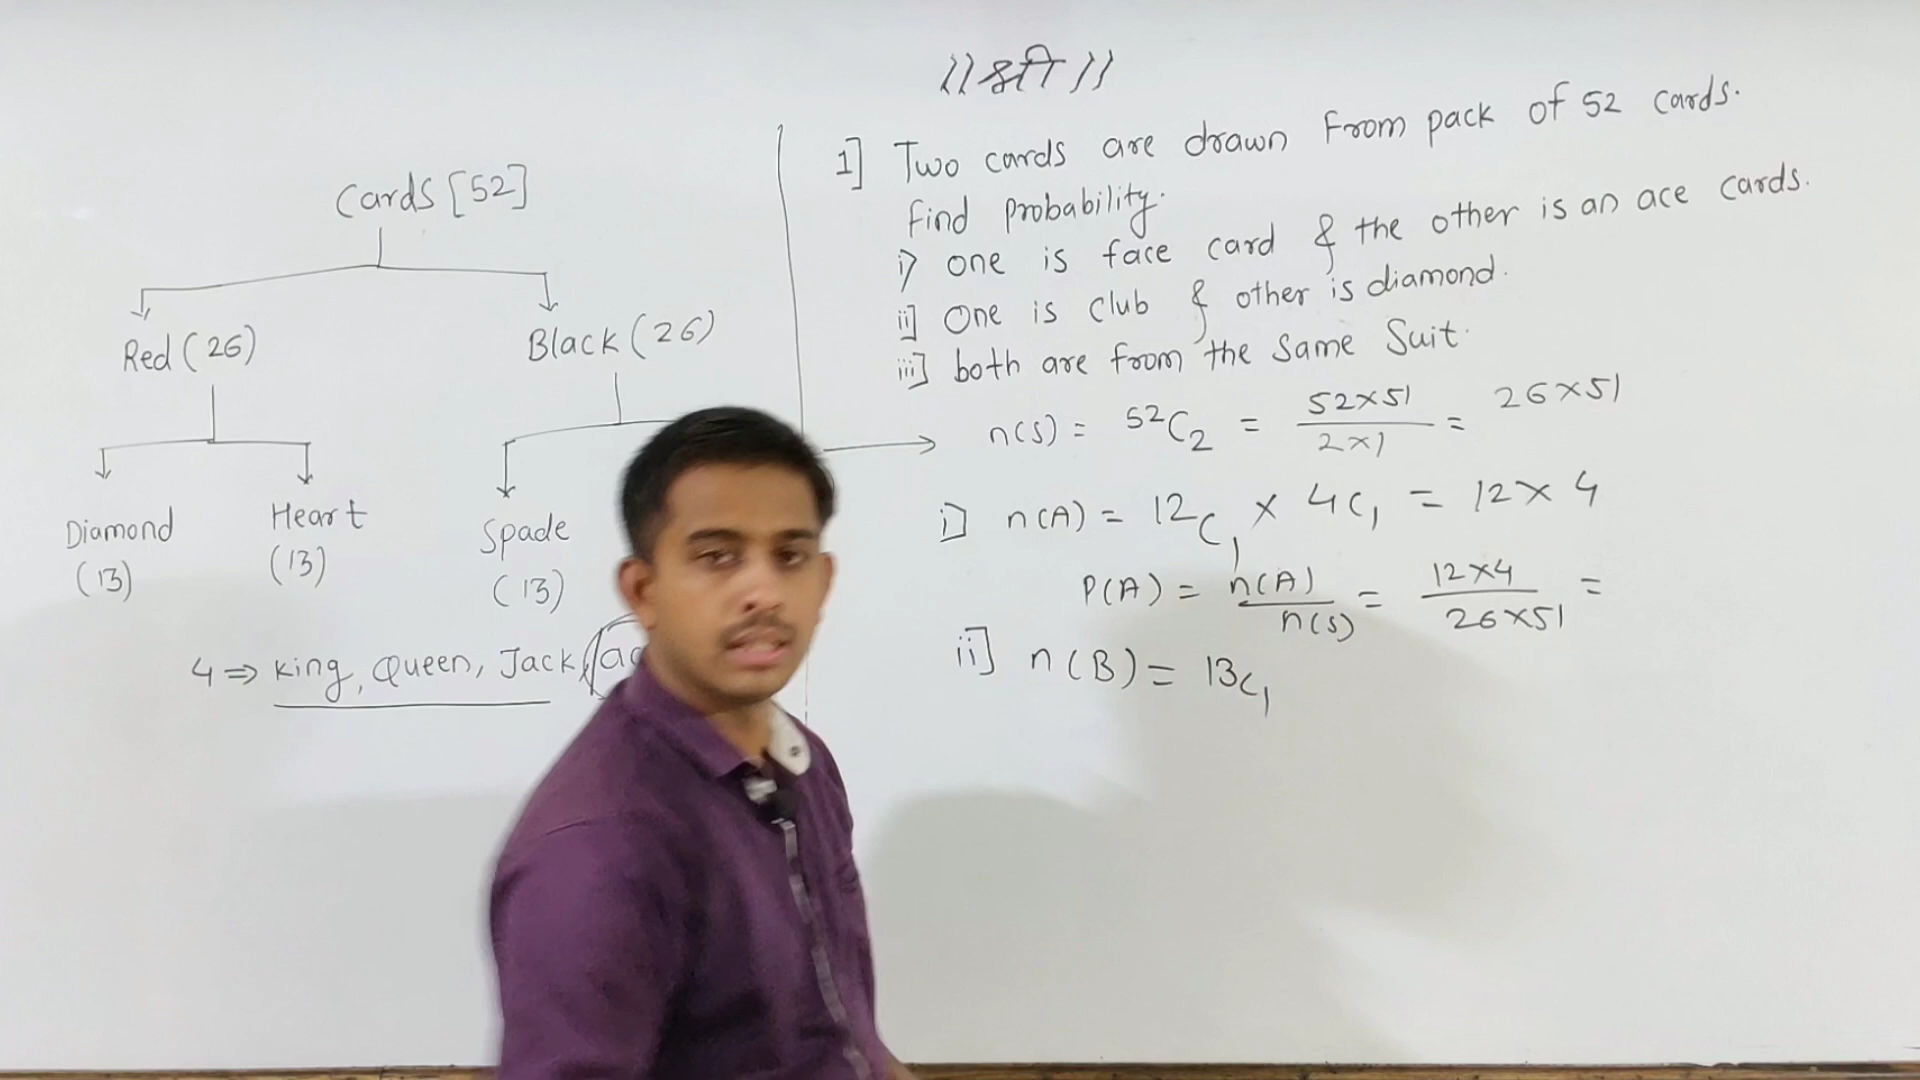 ॥ श्री ॥
Cards [52]
Red (26)
Black (26)
Diamond
(13)
Heart
(13)
Spade
(13)
4 ⇒ king, Queen, Jack,
1] Two cards are drawn From pack of 52 cards.
Find probability.
i) one is face card & the other is an ace cards.
ii] One is club & other is diamond.
iii] both are from the same suit.
n(s) = 52C2 = 52×51 / 2×1 = 26×51
i] n(A) = 12C1 × 4C1 = 12 × 4
P(A) = n(A) / n(s) = 12×4 / 26×51 =
ii] n(B) = 13C1